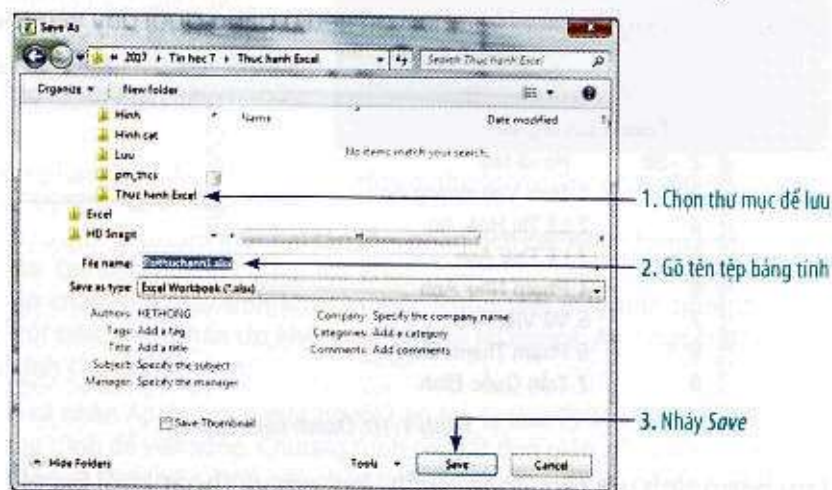 Save As
« 2017 ▸ Tin hoc 7 ▸ Thuc hanh Excel
Search Thuc hanh Excel
Organize New folder
Hinh Name Date modified
Hinh cat
Luu No items match your search.
pm_thcs
Thuc hanh Excel 1. Chọn thư mục để lưu
Excel
HD Snagit
File name: 2. Gõ tên tệp bảng tính
Save as type: Excel Workbook (*.xlsx)
Authors: HETHONG Company: Specify the company name
Tags: Add a tag Categories: Add a category
Title: Add a title Comments: Add comments
Subject: Specify the subject
Manager: Specify the manager
Save Thumbnail 3. Nháy Save
Hide Folders Tools Save Cancel